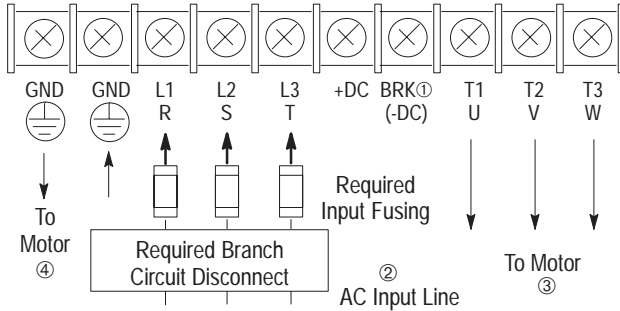 GND GND L1 L2 L3 +DC BRK① T1 T2 T3
R S T (-DC) U V W
To
Motor
④
Required
Input Fusing
Required Branch
Circuit Disconnect
②
AC Input Line
To Motor
③